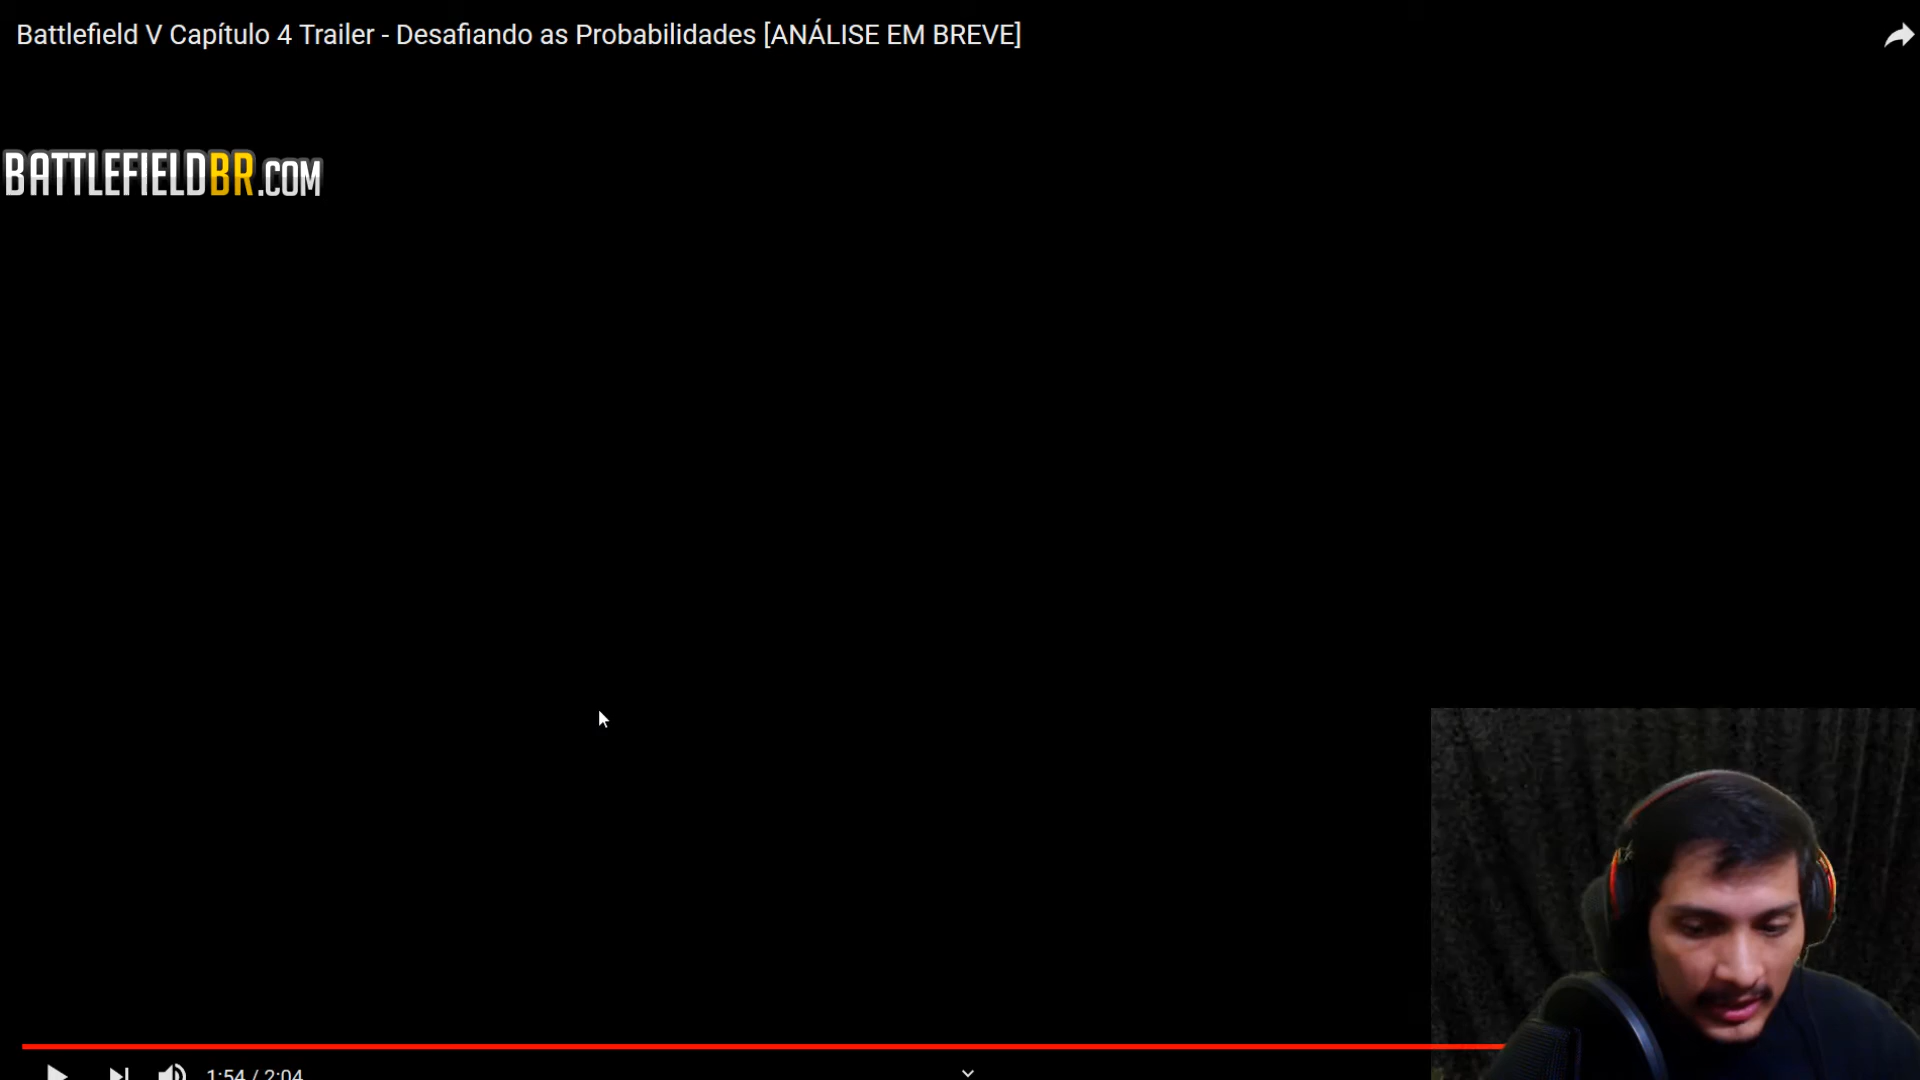 Battlefield V Capítulo 4 Trailer - Desafiando as Probabilidades [ANÁLISE EM BREVE]
BATTLEFIELDBR.COM
1:54 / 2:04